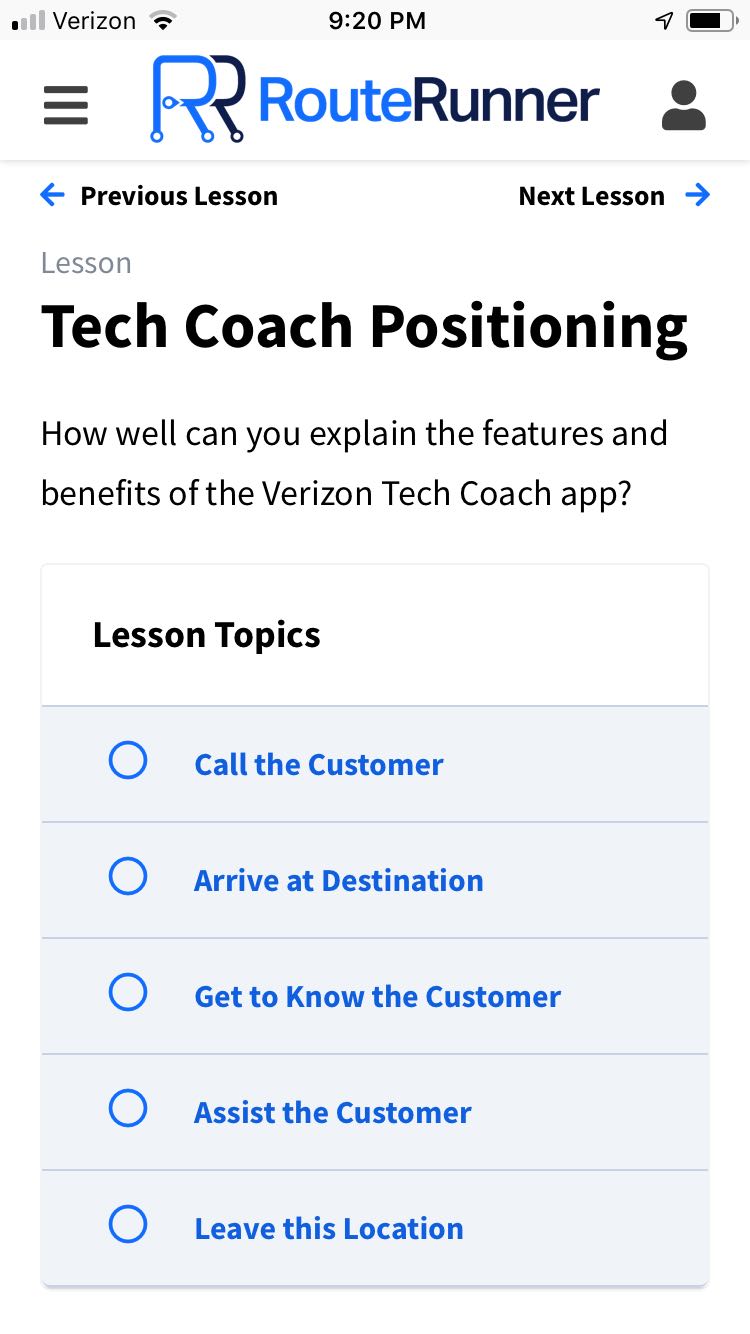 Verizon 9:20 PM
RouteRunner
Previous Lesson Next Lesson
Lesson
Tech Coach Positioning
How well can you explain the features and
benefits of the Verizon Tech Coach app?
Lesson Topics
Call the Customer
Arrive at Destination
Get to Know the Customer
Assist the Customer
Leave this Location